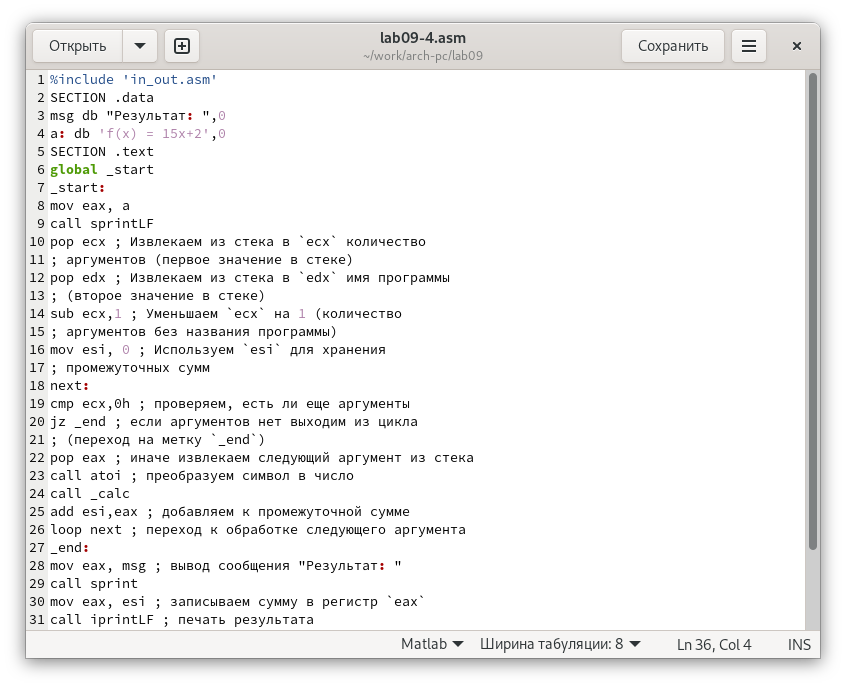 Открыть
lab09-4.asm
~/work/arch-pc/lab09
Сохранить
1 %include 'in_out.asm'
2 SECTION .data
3 msg db "Результат: ",0
4 a: db 'f(x) = 15x+2',0
5 SECTION .text
6 global _start
7 _start:
8 mov eax, a
9 call sprintLF
10 pop ecx ; Извлекаем из стека в `ecx` количество
11 ; аргументов (первое значение в стеке)
12 pop edx ; Извлекаем из стека в `edx` имя программы
13 ; (второе значение в стеке)
14 sub ecx,1 ; Уменьшаем `ecx` на 1 (количество
15 ; аргументов без названия программы)
16 mov esi, 0 ; Используем `esi` для хранения
17 ; промежуточных сумм
18 next:
19 cmp ecx,0h ; проверяем, есть ли еще аргументы
20 jz _end ; если аргументов нет выходим из цикла
21 ; (переход на метку `_end`)
22 pop eax ; иначе извлекаем следующий аргумент из стека
23 call atoi ; преобразуем символ в число
24 call _calc
25 add esi,eax ; добавляем к промежуточной сумме
26 loop next ; переход к обработке следующего аргумента
27 _end:
28 mov eax, msg ; вывод сообщения "Результат: "
29 call sprint
30 mov eax, esi ; записываем сумму в регистр `eax`
31 call iprintLF ; печать результата
Matlab Ширина табуляции: 8 Ln 36, Col 4 INS